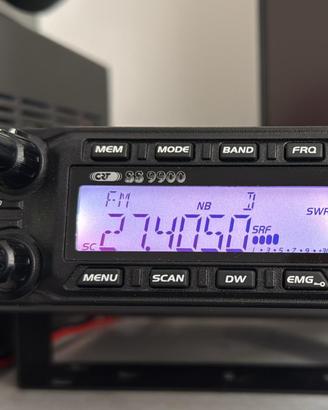 MEM MODE BAND FRQ
CRT SS 9900
FM NB D SWR
27.4050 SRF
SC
MENU SCAN DW EMG